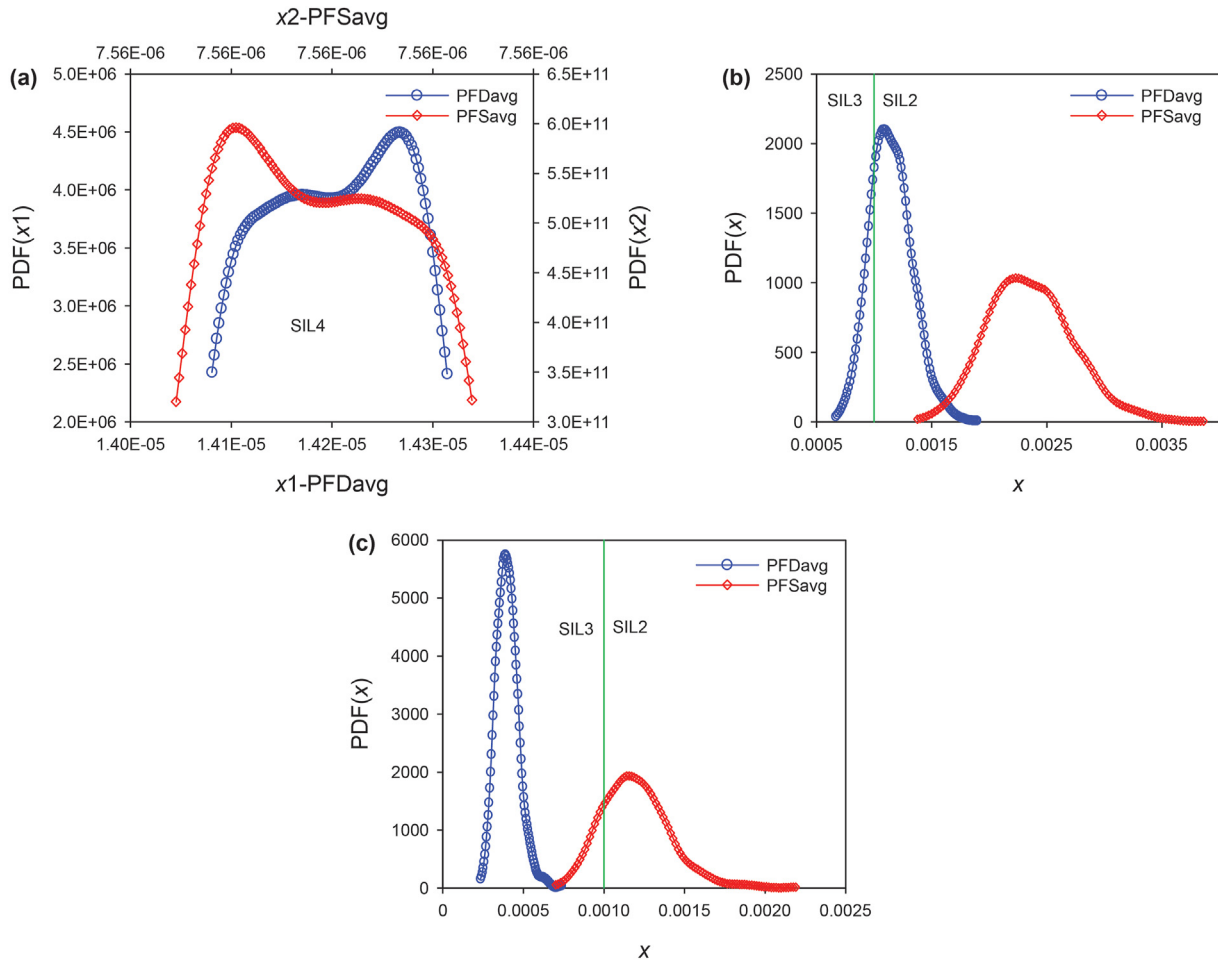 x2-PFSavg
7.56E-06 7.56E-06 7.56E-06 7.56E-06 7.56E-06
(a)
5.0E+06
4.5E+06
4.0E+06
3.5E+06
3.0E+06
2.5E+06
2.0E+06
PDF(x1)
PFDavg
PFSavg
SIL4
6.5E+11
6.0E+11
5.5E+11
5.0E+11
4.5E+11
4.0E+11
3.5E+11
3.0E+11
PDF(x2)
1.40E-05 1.41E-05 1.42E-05 1.43E-05 1.44E-05
x1-PFDavg
(b)
2500
2000
1500
1000
500
0
PDF(x)
SIL3 SIL2
PFDavg
PFSavg
0.0005 0.0015 0.0025 0.0035
x
(c)
6000
5000
4000
3000
2000
1000
0
PDF(x)
SIL3 SIL2
PFDavg
PFSavg
0 0.0005 0.0010 0.0015 0.0020 0.0025
x